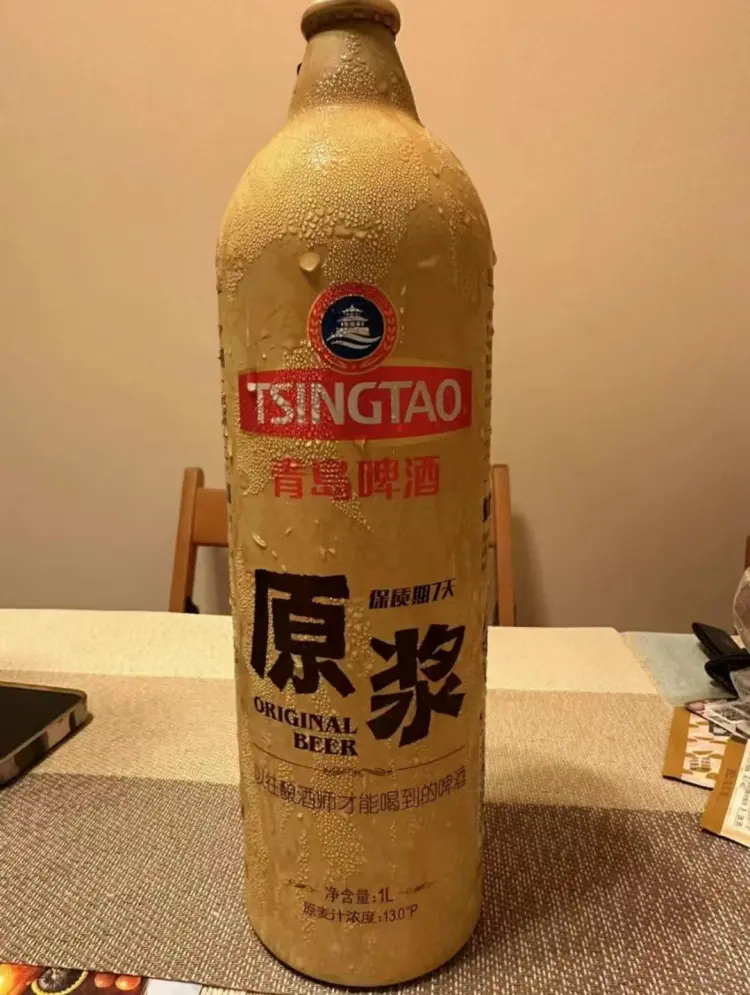 TSINGTAO
青島啤酒
原浆
保质期7天
ORIGINAL
BEER
以往酿酒师才能喝到的啤酒
净含量:1L
原麦汁浓度:13.0°P